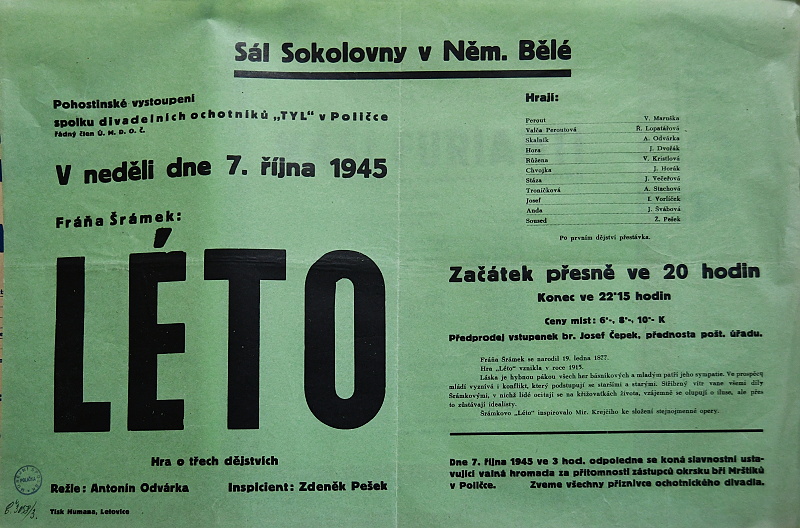 Sál Sokolovny v Něm. Bělé
Pohostinské vystoupení
spolku divadelních ochotníků „TYL“ v Poličce
řádný člen Ú. M. D. O. Č.
V neděli dne 7. října 1945
Fráňa Šrámek:
LÉTO
Hra o třech dějstvích
Režie: Antonín Odvárka Inspicient: Zdeněk Pešek
Tisk Humana, Letovice
Hrají:
Perout V. Maroška
Valča Peroutová Ř. Lopatářová
Skalník A. Odvárka
Hora J. Dvořák
Růžena V. Kristlová
Chvojka J. Horák
Stáza J. Večeřová
Troníčková A. Stachová
Josef I. Vorlíček
Anda J. Švábová
Soused Z. Pešek
Po prvním dějství přestávka.
Začátek přesně ve 20 hodin
Konec ve 22˙15 hodin
Ceny míst: 6˙-, 8˙-, 10˙- K
Předprodej vstupenek br. Josef Čepek, přednosta pošt. úřadu.
Fráňa Šrámek se narodil 19. ledna 1877.
Hra „Léto“ vznikla v roce 1915.
Láska je hybnou pákou všech her básníkových a mladým patří jeho sympatie. Ve prospěch
mládí vyznívá i konflikt, který podstupují se staršími a starými. Stříbrný vítr vane všemi díly
Šrámkovými, v nichž lidé ocitají se na křižovatkách života, vzájemně se olupují o iluse, ale přes
to zůstávají idealisty.
Šrámkovo „Léto“ inspirovalo Mir. Krejčího ke složení stejnojmenné opery.
Dne 7. října 1945 ve 3 hod. odpoledne se koná slavnostní usta-
vující valná hromada za přítomnosti zástupců okrsku bří Mrštíků
v Poličce. Zveme všechny příznivce ochotnického divadla.
POLIČKA